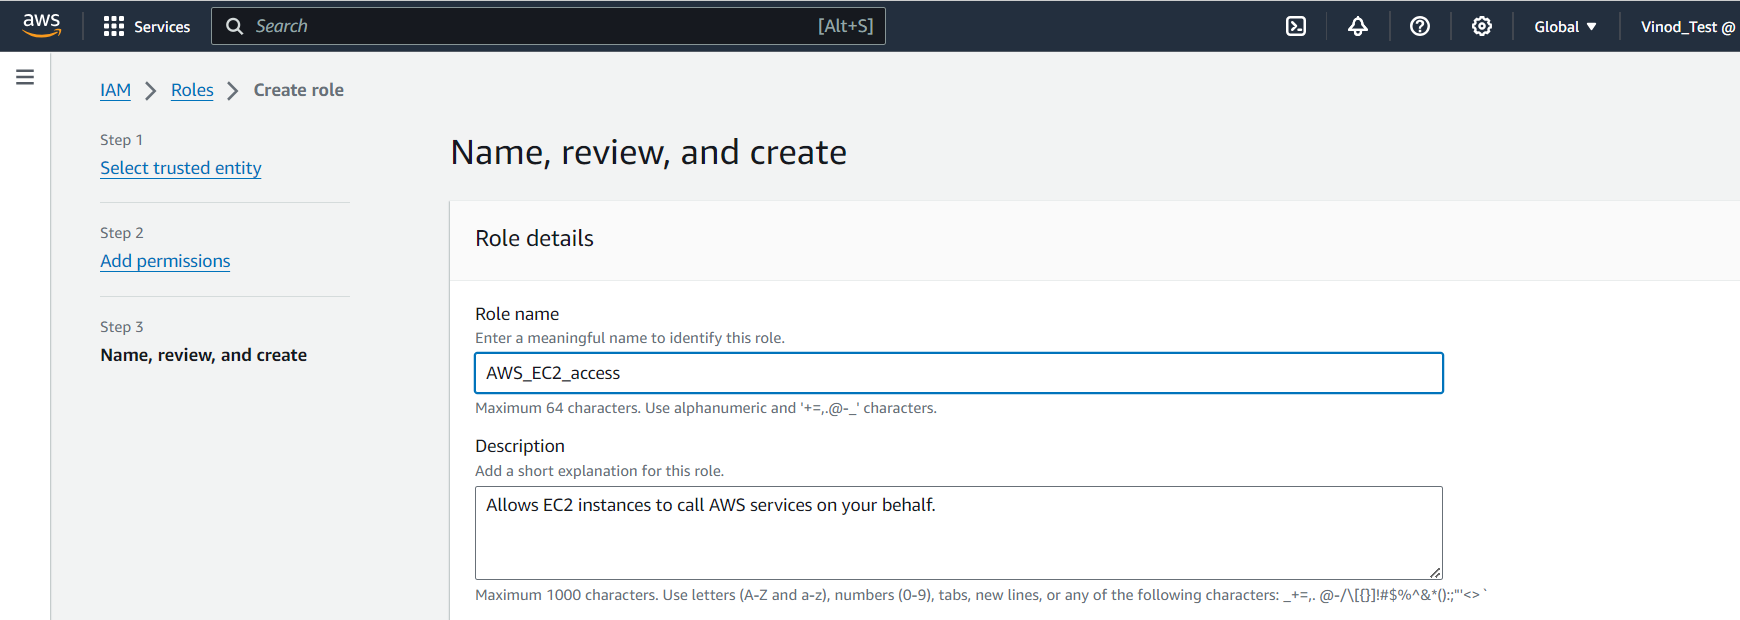 aws Services Search [Alt+S] Global Vinod_Test @
IAM Roles Create role
Step 1
Select trusted entity
Step 2
Add permissions
Step 3
Name, review, and create
Name, review, and create
Role details
Role name
Enter a meaningful name to identify this role.
AWS_EC2_access
Maximum 64 characters. Use alphanumeric and '+=,.@-_' characters.
Description
Add a short explanation for this role.
Allows EC2 instances to call AWS services on your behalf.
Maximum 1000 characters. Use letters (A-Z and a-z), numbers (0-9), tabs, new lines, or any of the following characters: _+=,. @-/\[{}]!#$%^&*();:"'<>`